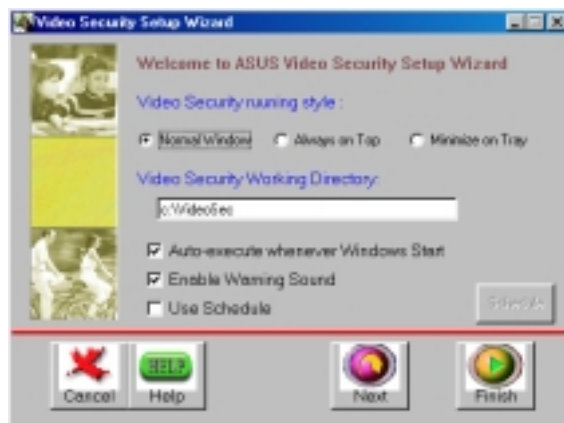 Video Security Setup Wizard
Welcome to ASUS Video Security Setup Wizard
Video Security ruuning style :
Normal Window Always on Top Minimize on Tray
Video Security Working Directory:
c:\VideoSec
Auto-execute whenever Windows Start
Enable Warning Sound
Use Schedule
Schedule
HELP
Cancel Help Next Finish